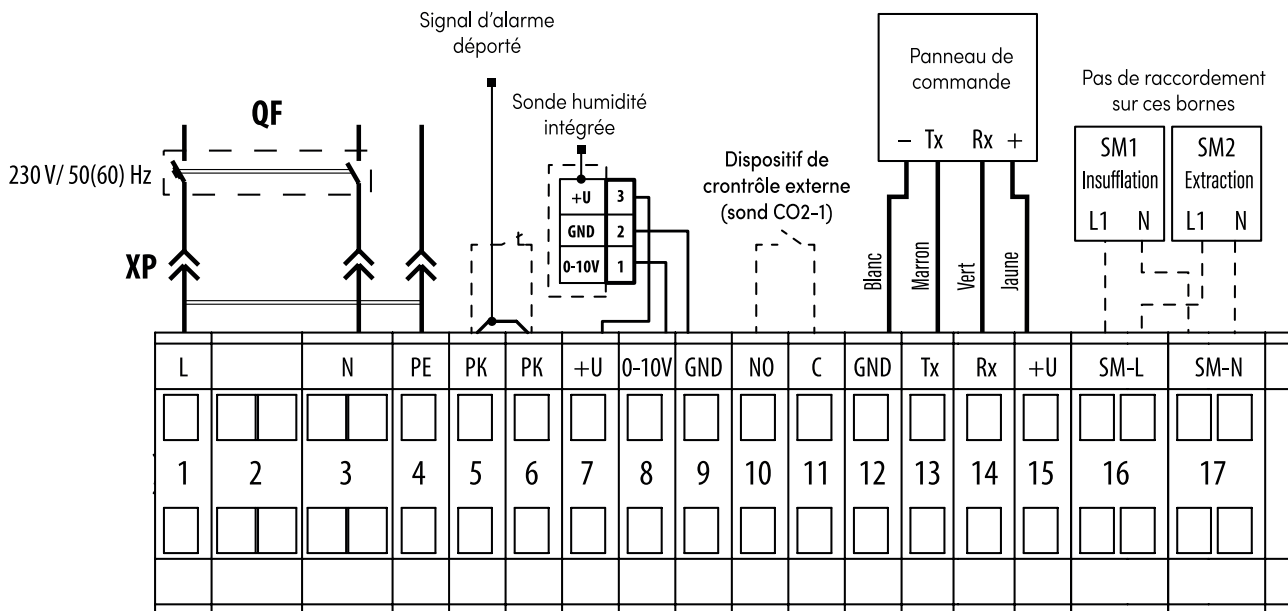 Signal d'alarme
déporté
QF
230 V/ 50(60) Hz
XP
Sonde humidité
intégrée
+U 3
GND 2
0-10V 1
Dispositif de
crontrôle externe
(sond CO2-1)
Panneau de
commande
– Tx Rx +
Blanc
Marron
Vert
Jaune
Pas de raccordement
sur ces bornes
SM1
Insufflation
L1 N
SM2
Extraction
L1 N
L N PE PK PK +U 0-10V GND NO C GND Tx Rx +U SM-L SM-N
1 2 3 4 5 6 7 8 9 10 11 12 13 14 15 16 17